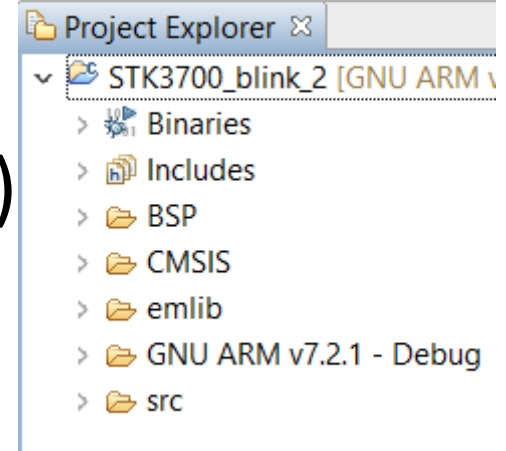 Project Explorer
STK3700_blink_2 [GNU ARM v
Binaries
Includes
)
BSP
CMSIS
emlib
GNU ARM v7.2.1 - Debug
src